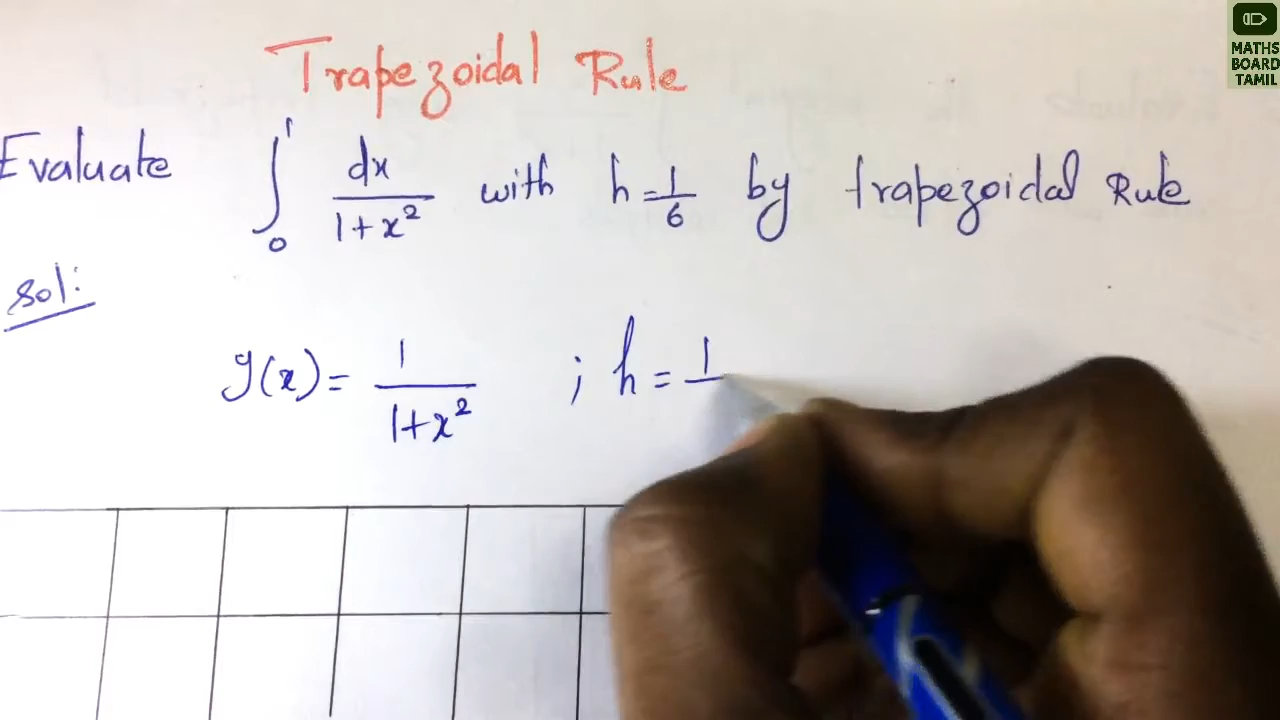 MATHS
BOARD
TAMIL
Trapezoidal Rule
Evaluate ∫₀¹ dx/(1+x²) with h=1/6 by trapezoidal Rule
Sol:
y(x) = 1/(1+x²) ; h = 1